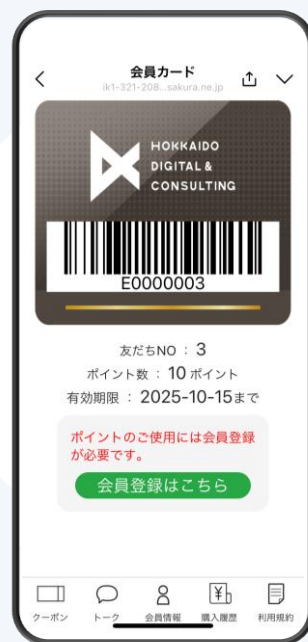 会員カード
ik1-321-208...sakura.ne.jp
HOKKAIDO
DIGITAL &
CONSULTING
E0000003
友だちNO : 3
ポイント数 : 10 ポイント
有効期限 : 2025-10-15まで
ポイントのご使用には会員登録
が必要です。
会員登録はこちら
クーポン トーク 会員情報 購入履歴 利用規約